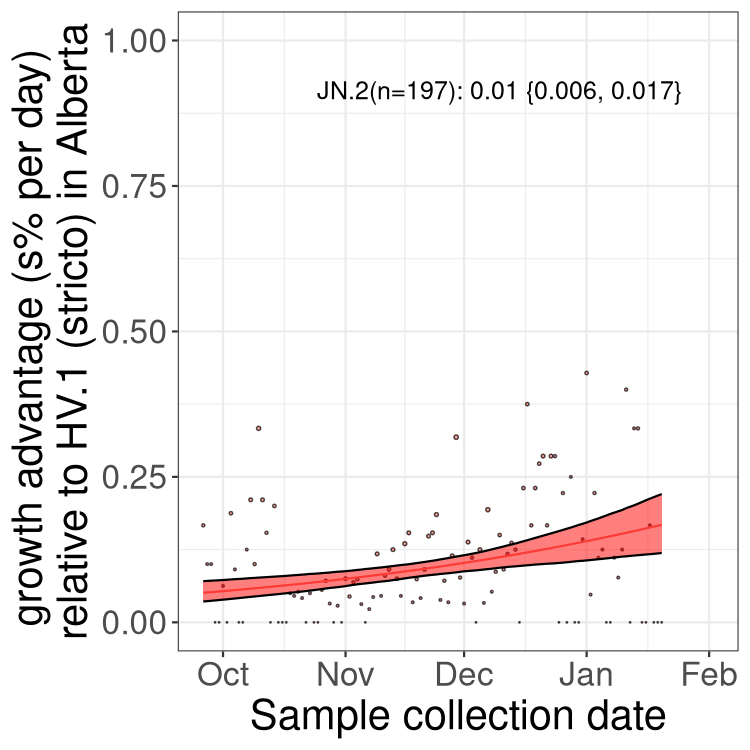 growth advantage (s% per day)
relative to HV.1 (stricto) in Alberta
1.00
0.75
0.50
0.25
0.00
JN.2(n=197): 0.01 {0.006, 0.017}
Oct Nov Dec Jan Feb
Sample collection date